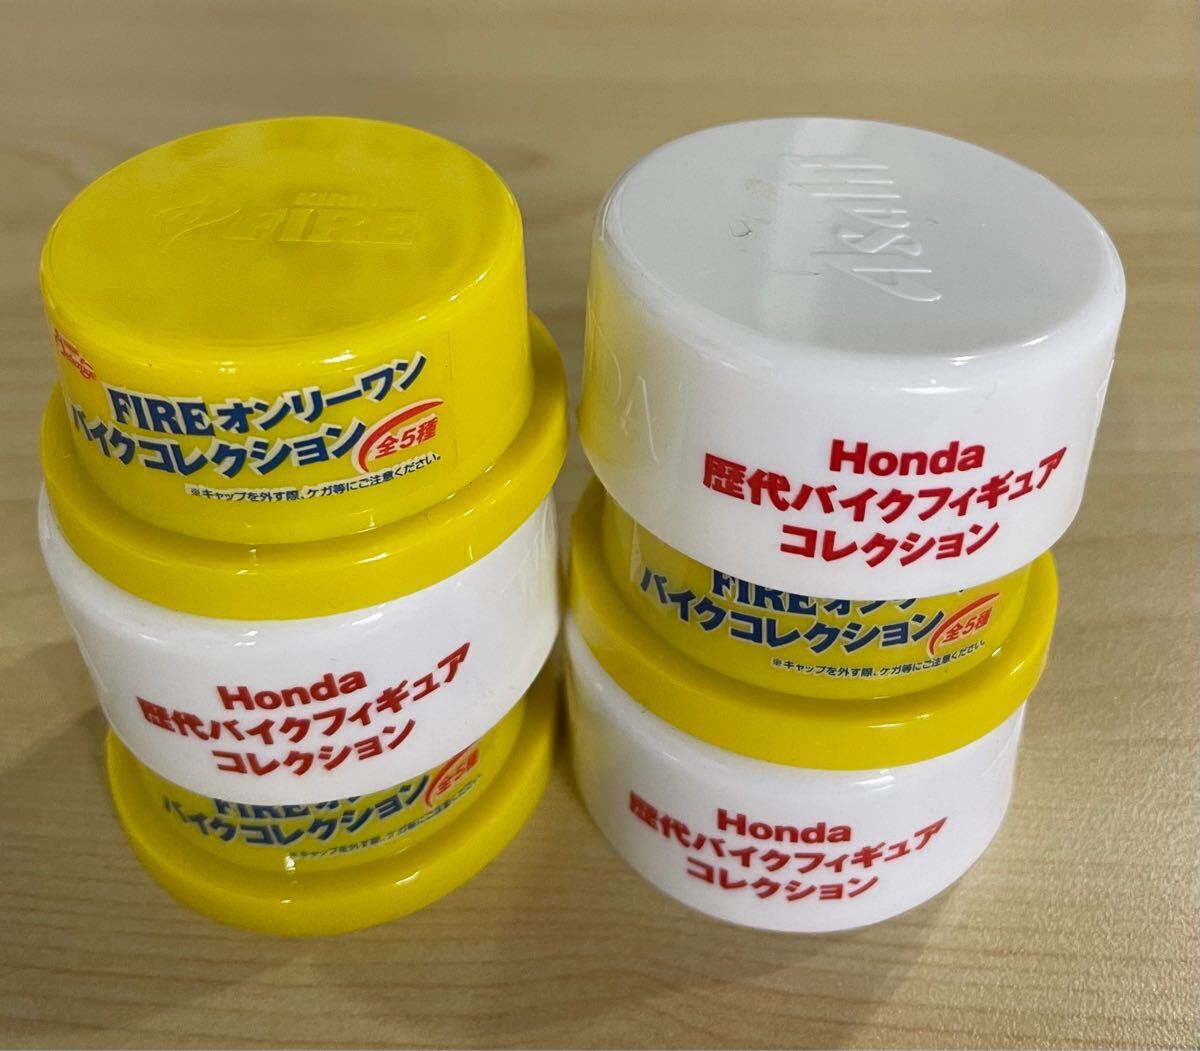 KIRIN
FIRE
FIREオンリーワン
バイクコレクション
全5種
※キャップを外す際、ケガ等にご注意ください。
Honda
歴代バイクフィギュア
コレクション
バイクコレクション
全5種
Asahi
Honda
歴代バイクフィギュア
コレクション
FIREオン
バイクコレクション
全5種
※キャップを外す際、ケガ等にご注意ください。
Honda
歴代バイクフィギュア
コレクション